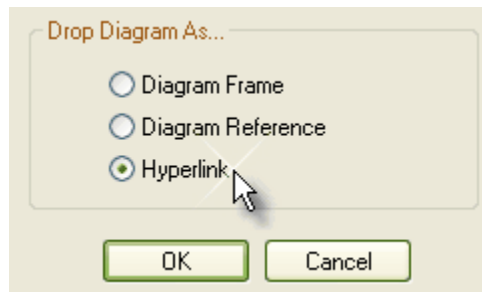 Drop Diagram As...
Diagram Frame
Diagram Reference
Hyperlink
OK Cancel